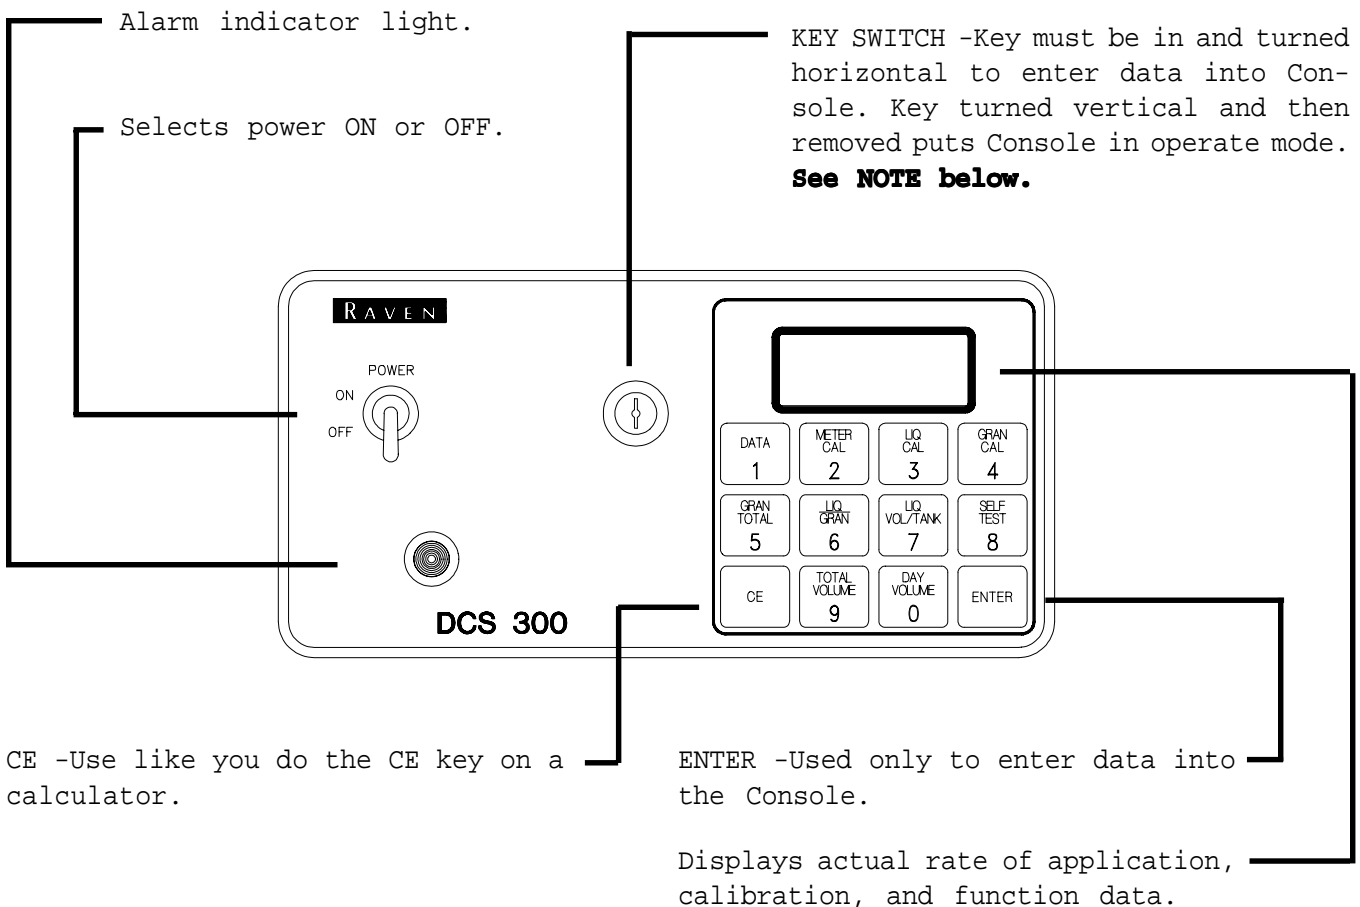 Alarm indicator light.
KEY SWITCH -Key must be in and turned
horizontal to enter data into Con-
sole. Key turned vertical and then
removed puts Console in operate mode.
See NOTE below.
Selects power ON or OFF.
RAVEN
POWER
ON
OFF
DATA
1
METER
CAL
2
LIQ
CAL
3
GRAN
CAL
4
GRAN
TOTAL
5
LIQ
GRAN
6
LIQ
VOL/TANK
7
SELF
TEST
8
CE
TOTAL
VOLUME
9
DAY
VOLUME
0
ENTER
DCS 300
CE -Use like you do the CE key on a
calculator.
ENTER -Used only to enter data into
the Console.
Displays actual rate of application,
calibration, and function data.